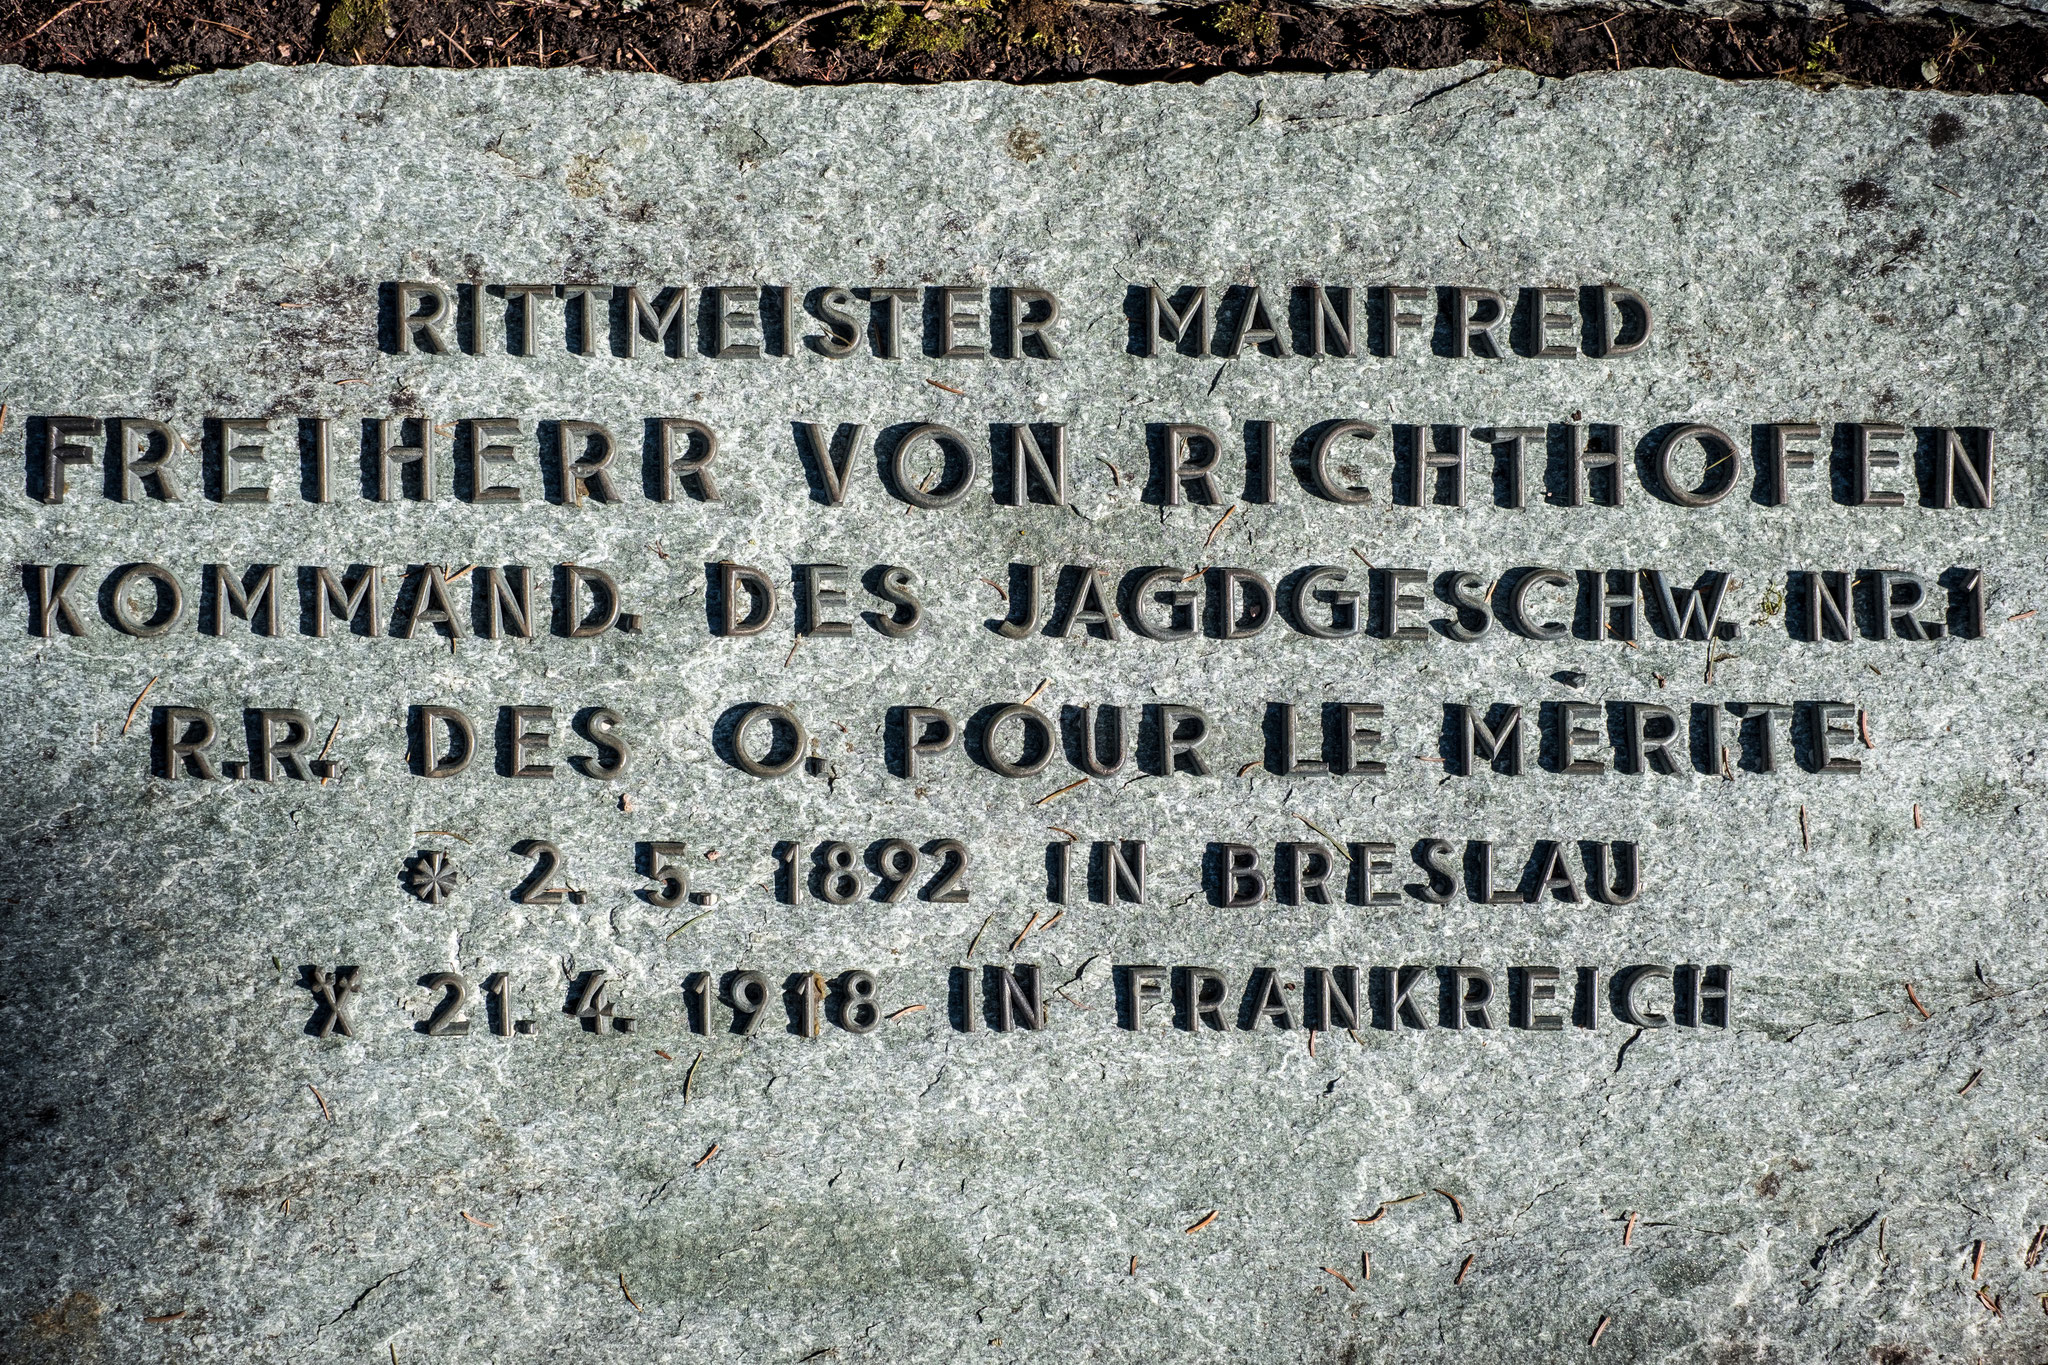 RITTMEISTER MANFRED
FREIHERR VON RICHTHOFEN
KOMMAND. DES JAGDGESCHW. NR.1
R.R. DES O. POUR LE MÉRITE
* 2. 5. 1892 IN BRESLAU
⚔ 21. 4. 1918 IN FRANKREICH